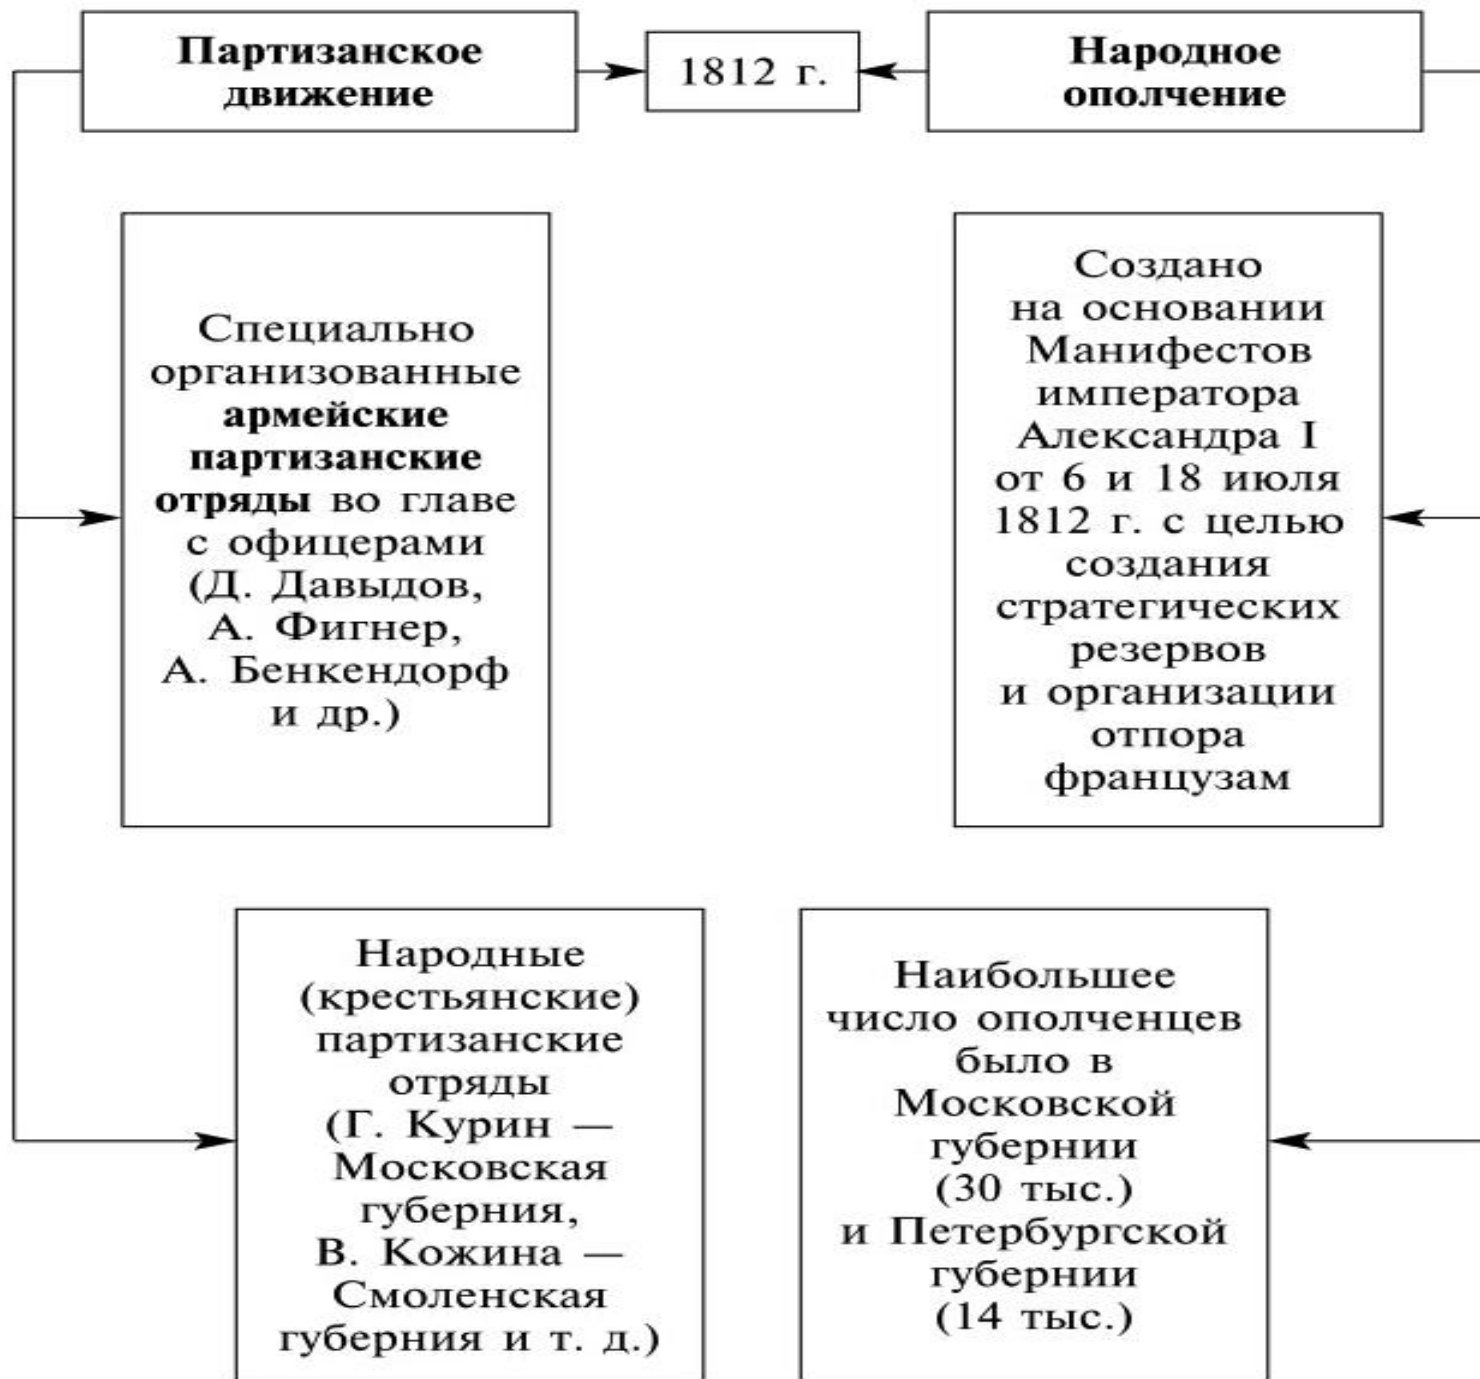 Партизанское
движение
1812 г.
Народное
ополчение
Специально
организованные
армейские
партизанские
отряды во главе
с офицерами
(Д. Давыдов,
А. Фигнер,
А. Бенкендорф
и др.)
Создано
на основании
Манифестов
императора
Александра I
от 6 и 18 июля
1812 г. с целью
создания
стратегических
резервов
и организации
отпора
французам
Народные
(крестьянские)
партизанские
отряды
(Г. Курин —
Московская
губерния,
В. Кожина —
Смоленская
губерния и т. д.)
Наибольшее
число ополченцев
было в
Московской
губернии
(30 тыс.)
и Петербургской
губернии
(14 тыс.)